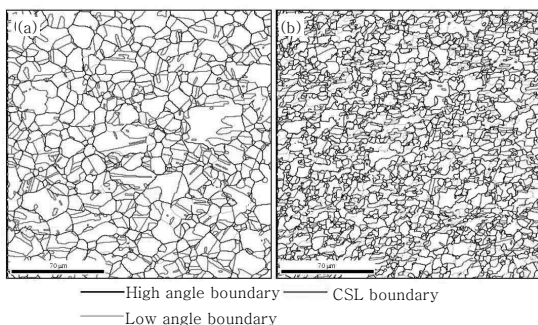 (a)
(b)
70 μm
70 μm
High angle boundary
CSL boundary
Low angle boundary